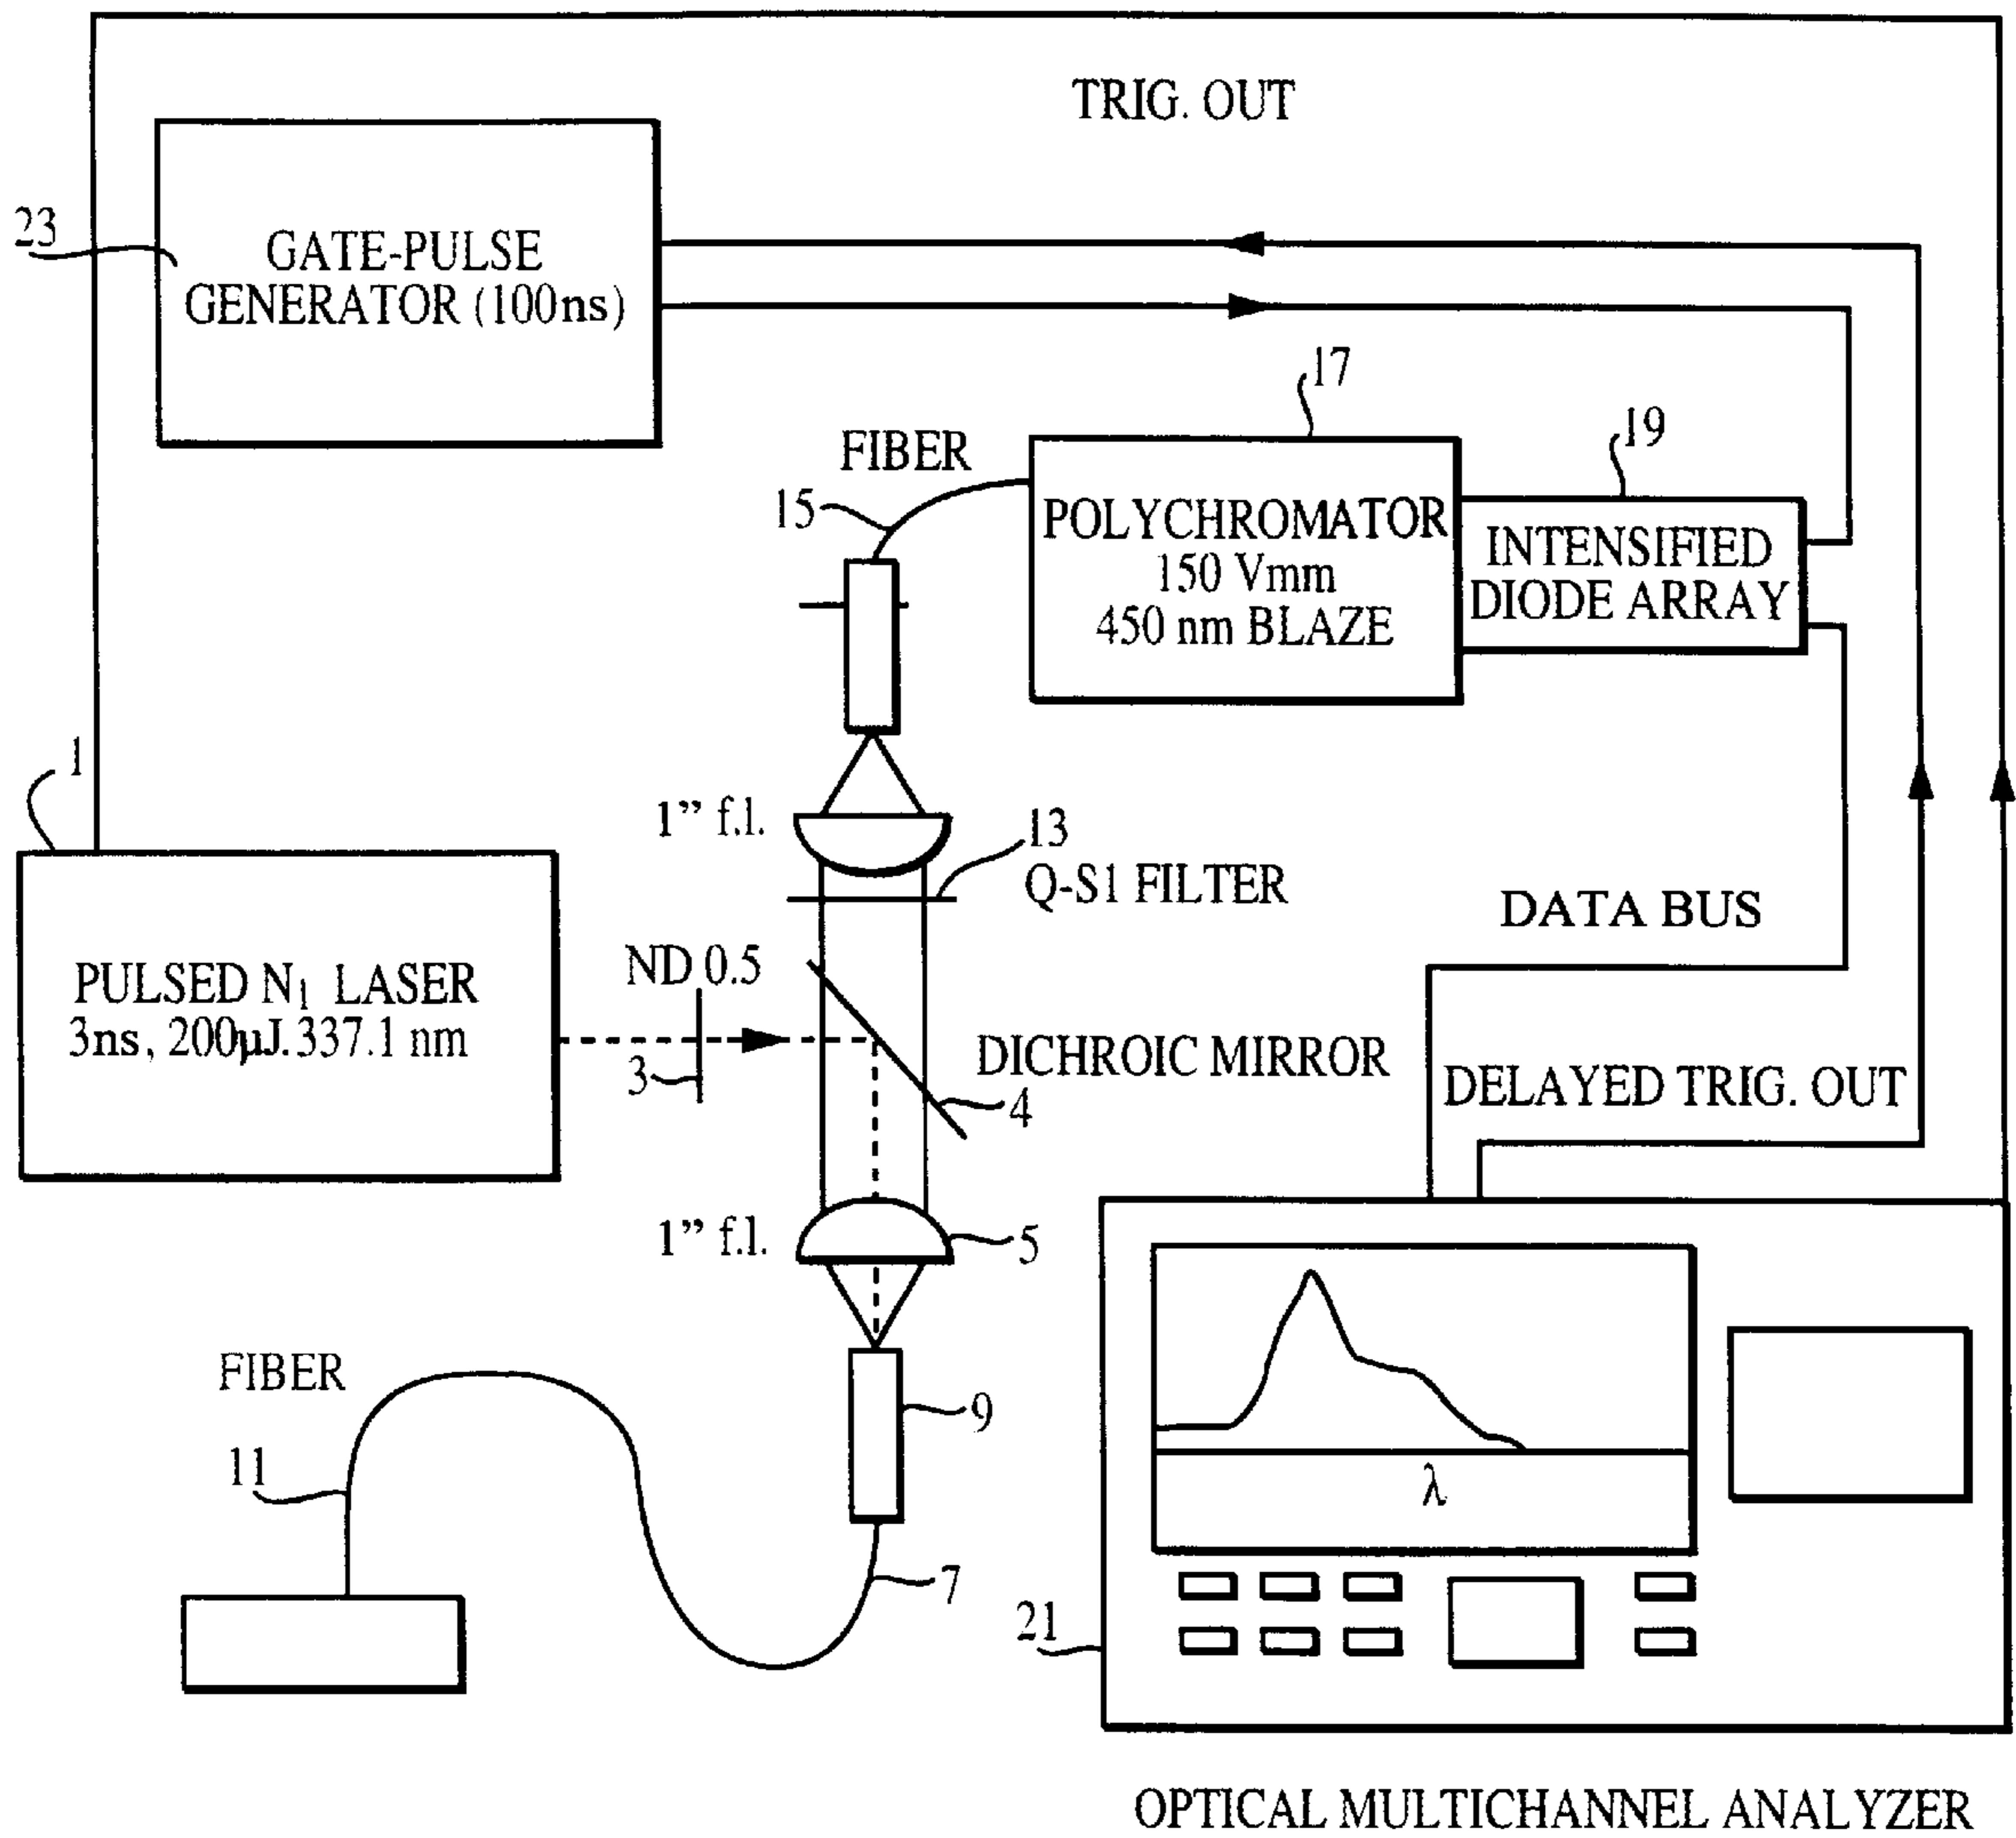 TRIG. OUT
23
GATE-PULSE
GENERATOR (100ns)
17
19
FIBER
15
POLYCHROMATOR
150 Vmm
450 nm BLAZE
INTENSIFIED
DIODE ARRAY
1
1” f.l.
13
Q-S1 FILTER
DATA BUS
ND 0.5
PULSED N1 LASER
3ns, 200µJ.337.1 nm
3
DICHROIC MIRROR
4
DELAYED TRIG. OUT
1” f.l.
5
FIBER
9
11
λ
7
21
OPTICAL MULTICHANNEL ANALYZER